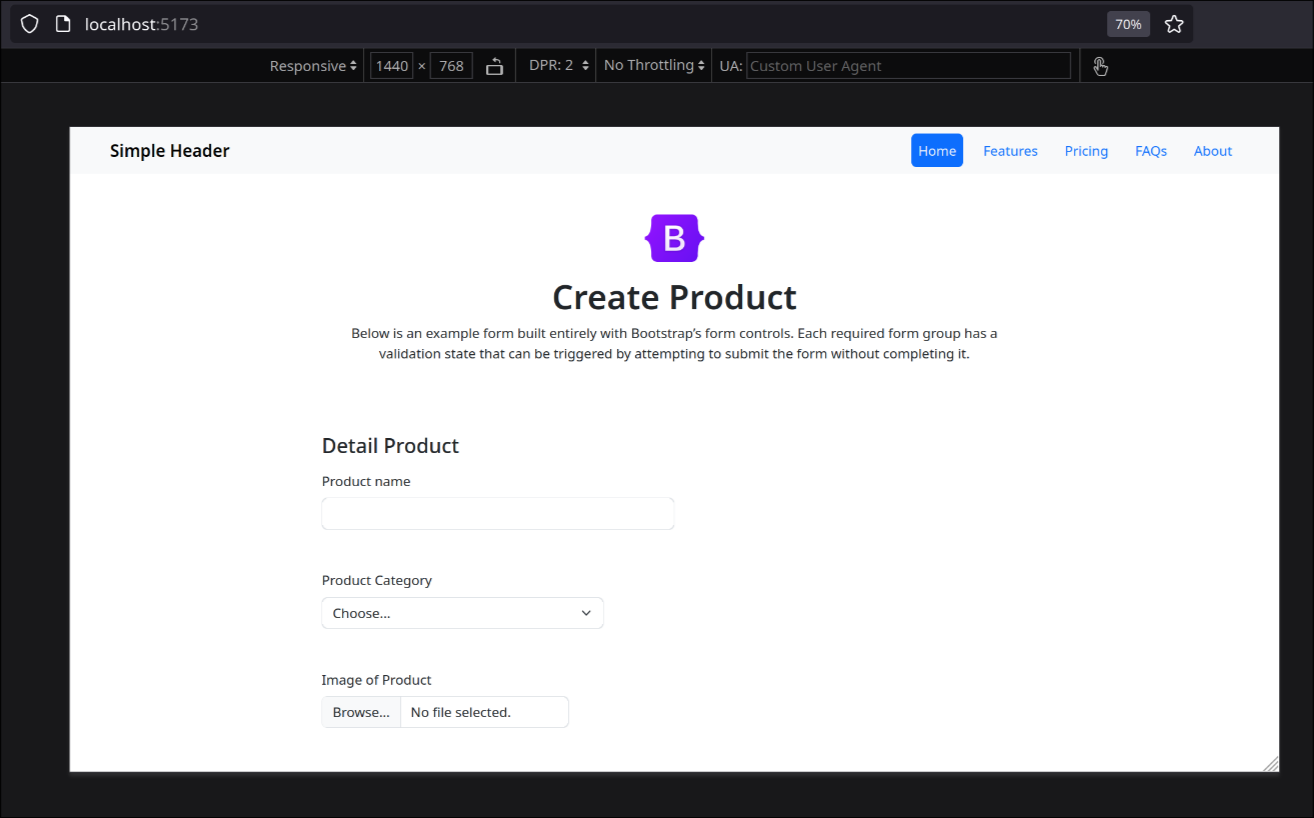 localhost:5173
70%
Responsive 1440 × 768 DPR: 2 No Throttling UA: Custom User Agent
Simple Header Home Features Pricing FAQs About
B
Create Product
Below is an example form built entirely with Bootstrap’s form controls. Each required form group has a
validation state that can be triggered by attempting to submit the form without completing it.
Detail Product
Product name
Product Category
Choose...
Image of Product
Browse... No file selected.